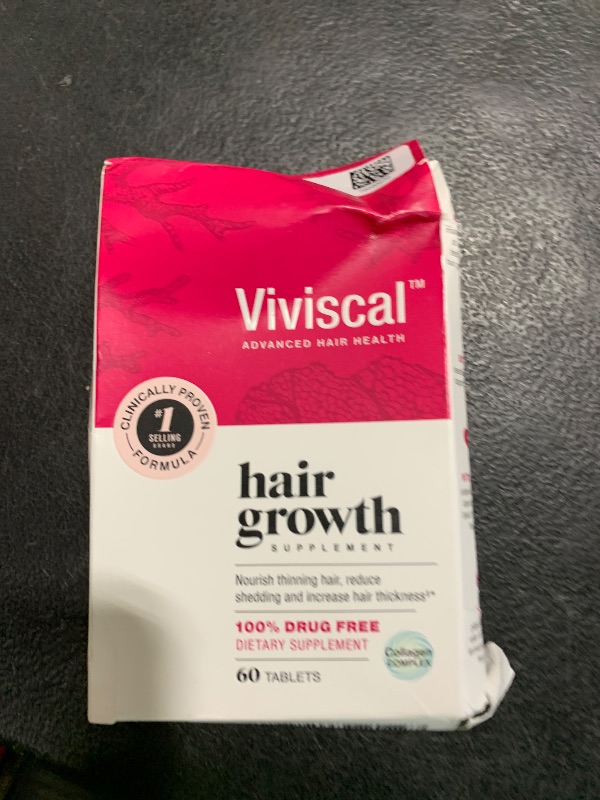 Viviscal™
ADVANCED HAIR HEALTH
CLINICALLY PROVEN
#1
SELLING
BRAND
FORMULA
hair
growth
SUPPLEMENT
Nourish thinning hair, reduce
shedding and increase hair thickness‡*
100% DRUG FREE
DIETARY SUPPLEMENT
Collagen
COMPLEX
60 TABLETS